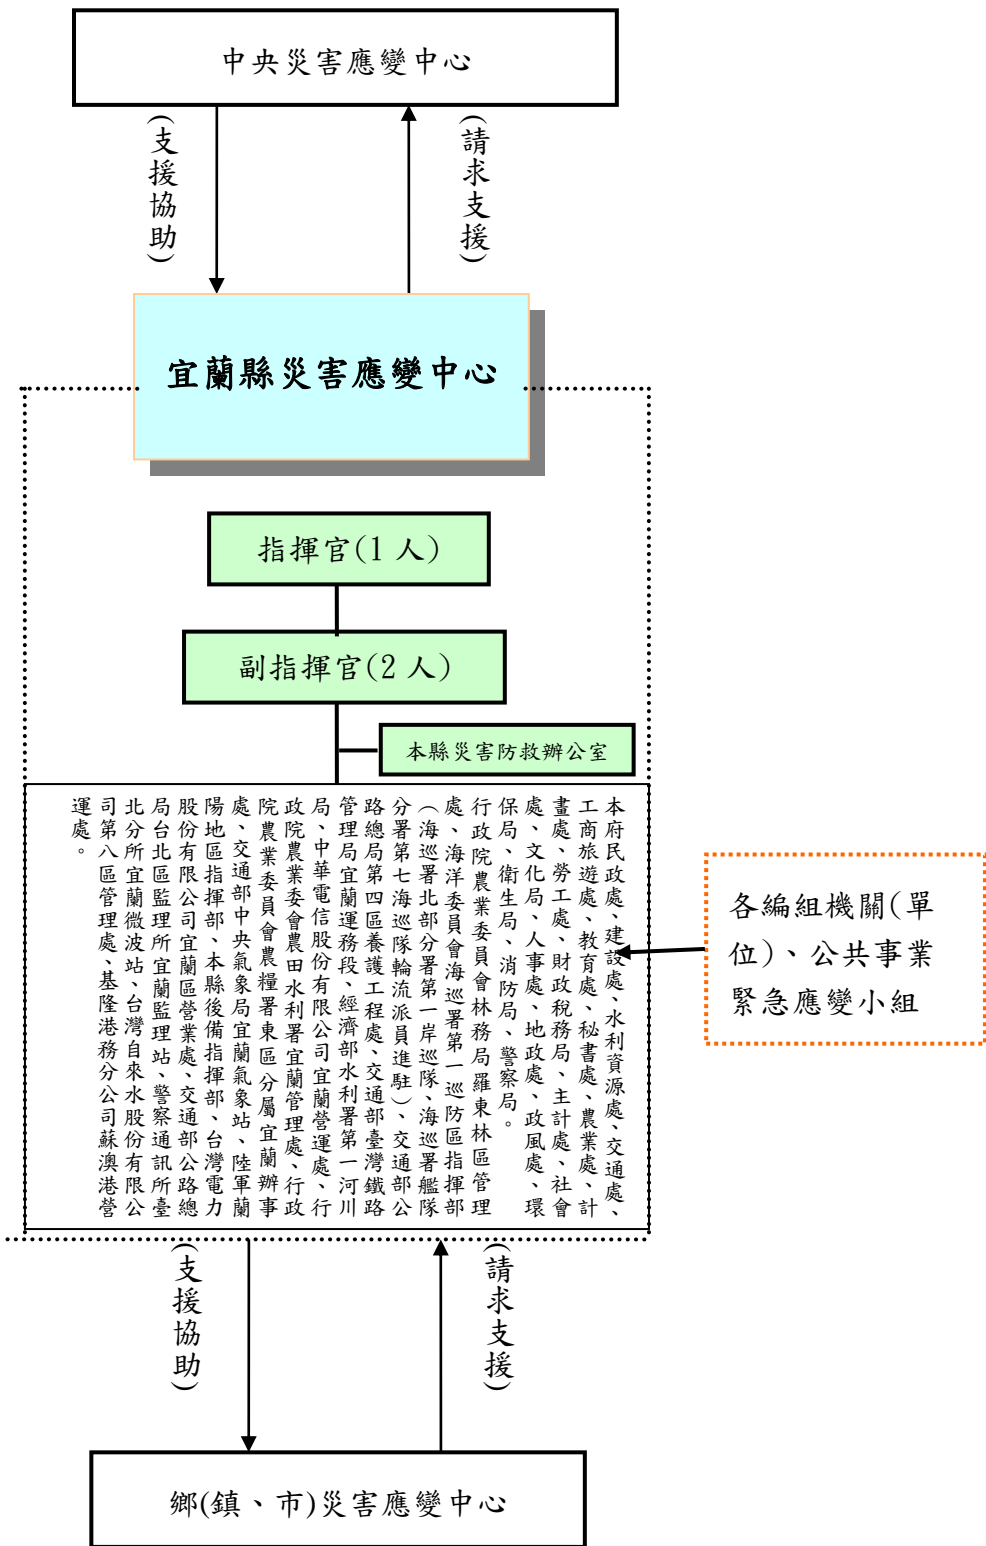 中央災害應變中心
(支援協助)
(請求支援)
宜蘭縣災害應變中心
指揮官(1人)
副指揮官(2人)
本縣災害防救辦公室
本府民政處、建設處、水利資源處、交通處、
工商旅遊處、教育處、秘書處、農業處、計
畫處、勞工處、財政稅務局、主計處、社會
處、文化局、人事處、地政處、政風處、環
保局、衛生局、消防局、警察局。
行政院農業委員會林務局羅東林區管理
處、海洋委員會海巡署第一巡防區指揮部
(海巡署北部分署第一岸巡隊、海巡署艦隊
分署第七海巡隊輪流派員進駐)、交通部公
路總局第四區養護工程處、交通部臺灣鐵路
管理局宜蘭運務段、經濟部水利署第一河川
局、中華電信股份有限公司宜蘭營運處、行
政院農業委會農田水利署宜蘭管理處、行政
院農業委員會農糧署東區分屬宜蘭辦事
處、交通部中央氣象局宜蘭氣象站、陸軍蘭
陽地區指揮部、本縣後備指揮部、台灣電力
股份有限公司宜蘭區營業處、交通部公路總
局台北區監理所宜蘭監理站、警察通訊所臺
北分所宜蘭微波站、台灣自來水股份有限公
司第八區管理處、基隆港務分公司蘇澳港營
運處。
各編組機關(單
位)、公共事業
緊急應變小組
(支援協助)
(請求支援)
鄉(鎮、市)災害應變中心